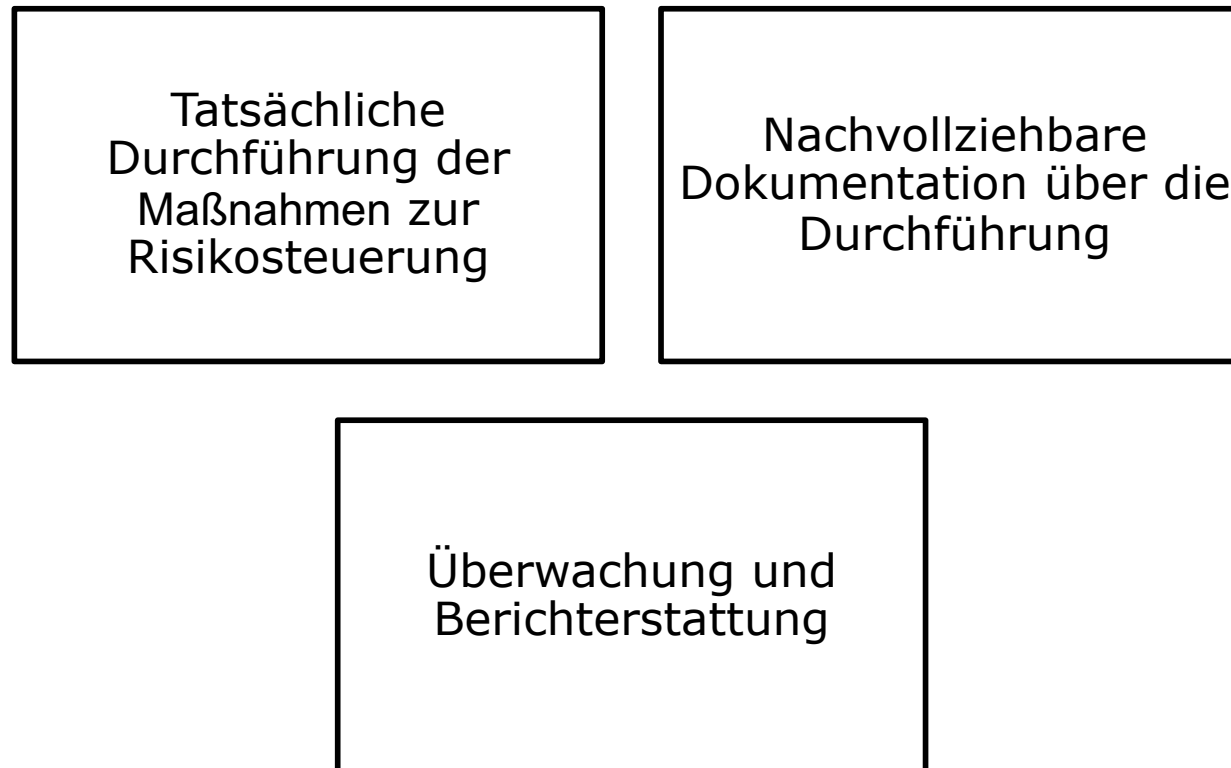 Tatsächliche
Durchführung der
Maßnahmen zur
Risikosteuerung
Nachvollziehbare
Dokumentation über die
Durchführung
Überwachung und
Berichterstattung